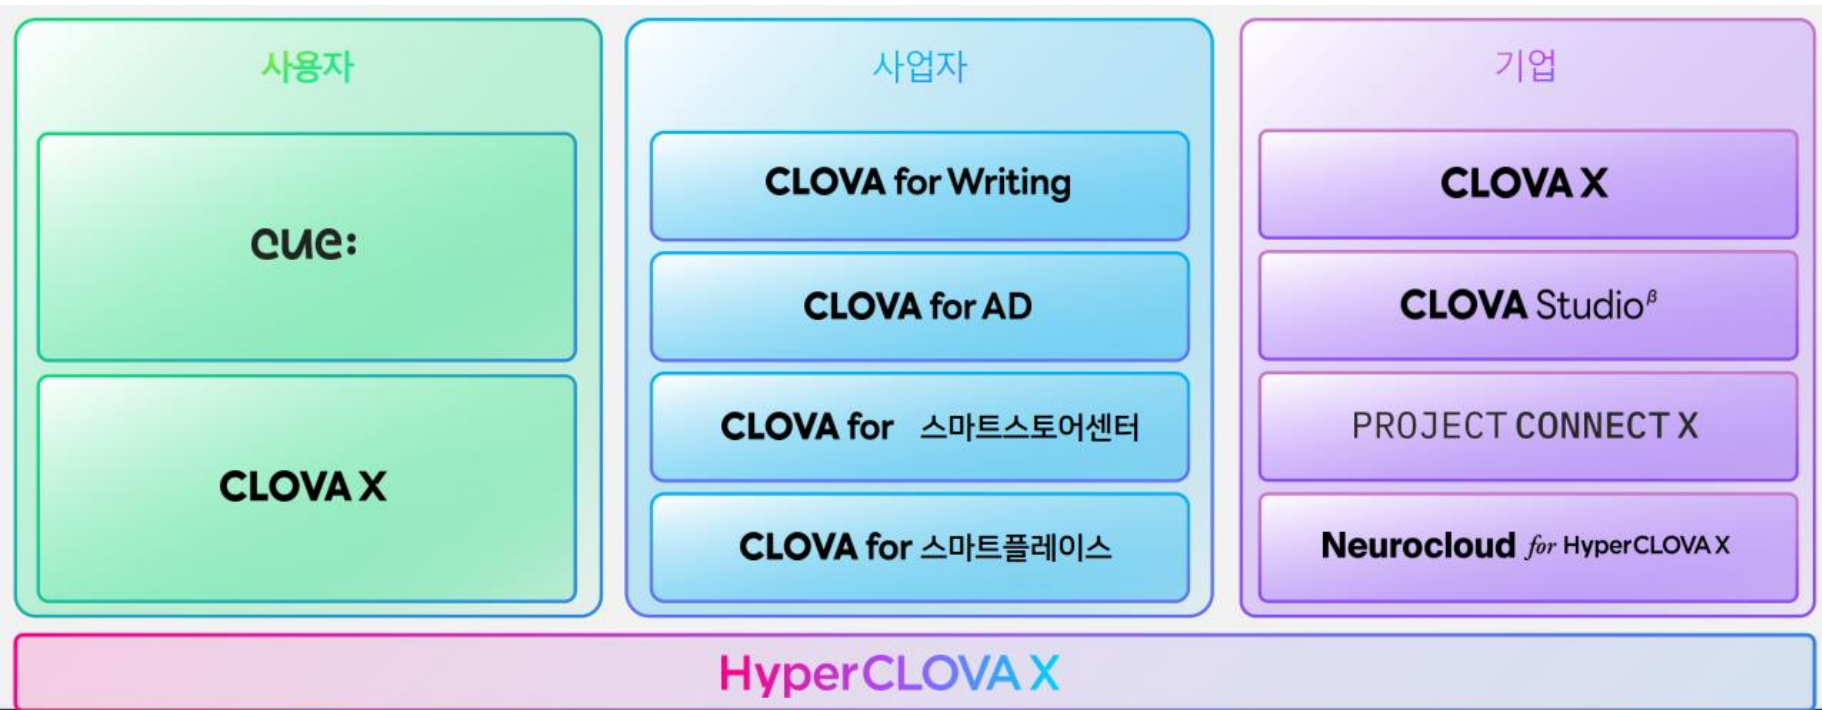 사용자
cue:
CLOVA X
사업자
CLOVA for Writing
CLOVA for AD
CLOVA for 스마트스토어센터
CLOVA for 스마트플레이스
기업
CLOVA X
CLOVA Studioᵝ
PROJECT CONNECT X
Neurocloud for HyperCLOVA X
HyperCLOVA X